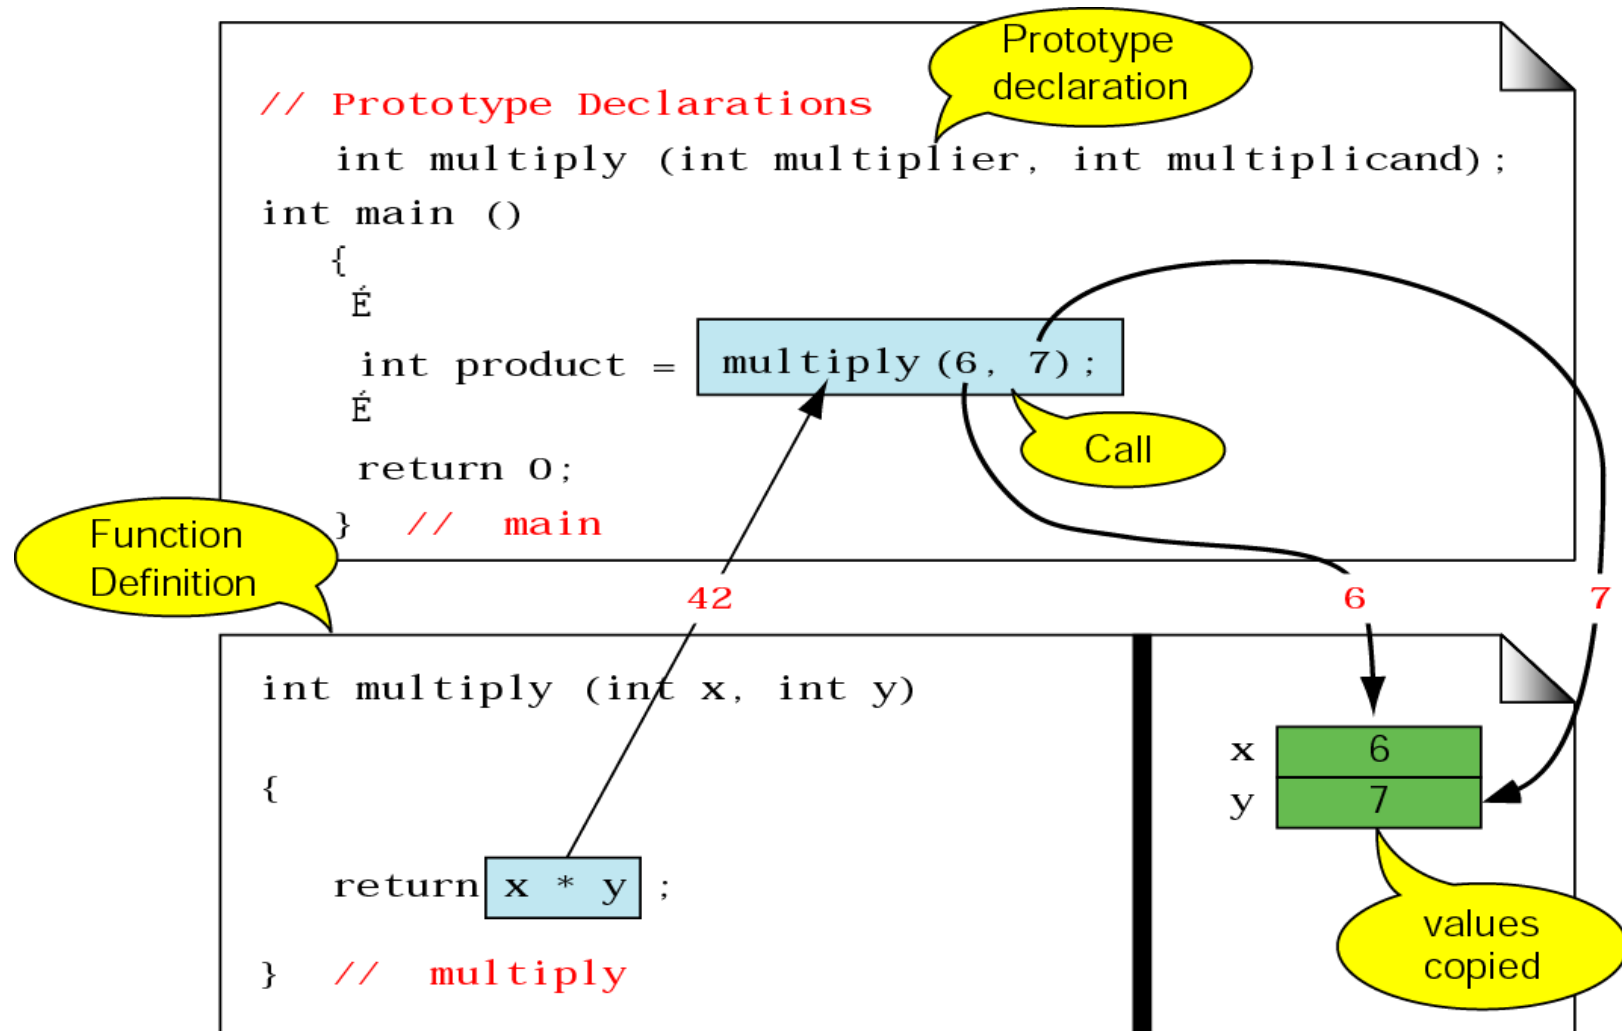 Prototype
declaration
// Prototype Declarations
int multiply (int multiplier, int multiplicand);
int main ()
{
É
int product = multiply (6, 7);
É
Call
return 0;
} // main
Function
Definition
42 6 7
int multiply (int x, int y)
{
x 6
y 7
return x * y ;
values
copied
} // multiply